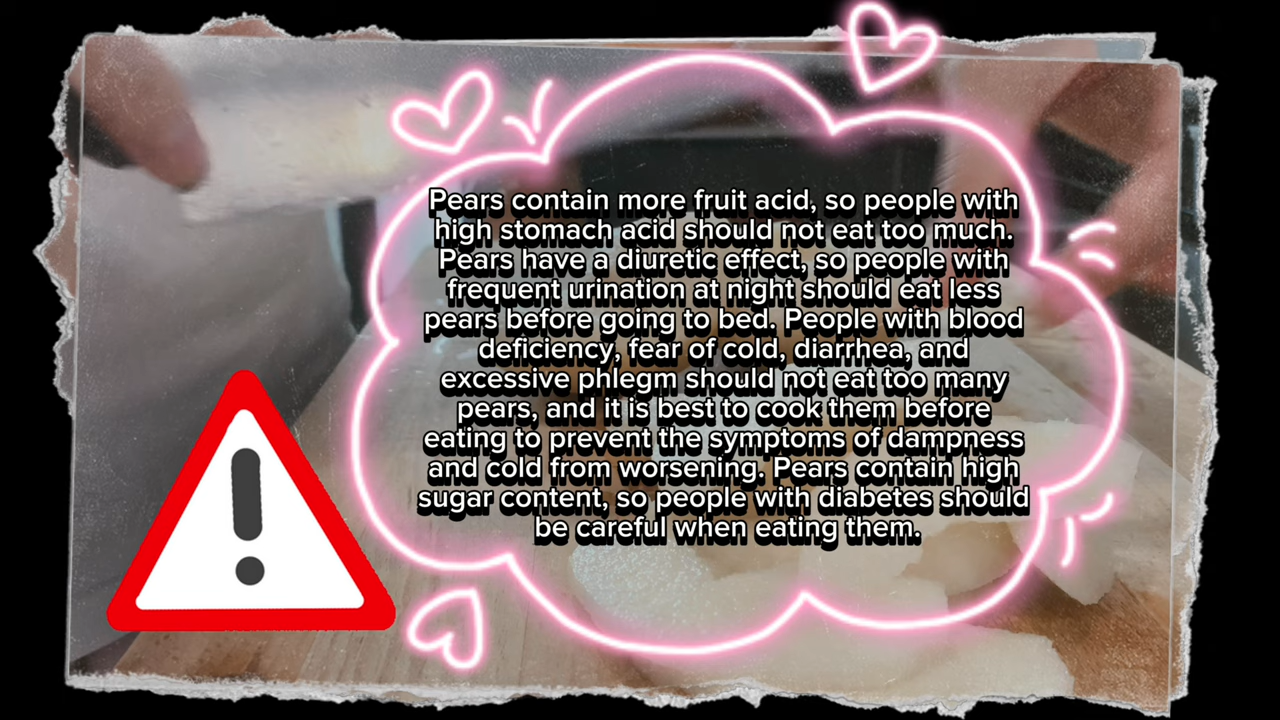 Pears contain more fruit acid, so people with
high stomach acid should not eat too much.
Pears have a diuretic effect, so people with
frequent urination at night should eat less
pears before going to bed. People with blood
deficiency, fear of cold, diarrhea, and
excessive phlegm should not eat too many
pears, and it is best to cook them before
eating to prevent the symptoms of dampness
and cold from worsening. Pears contain high
sugar content, so people with diabetes should
be careful when eating them.